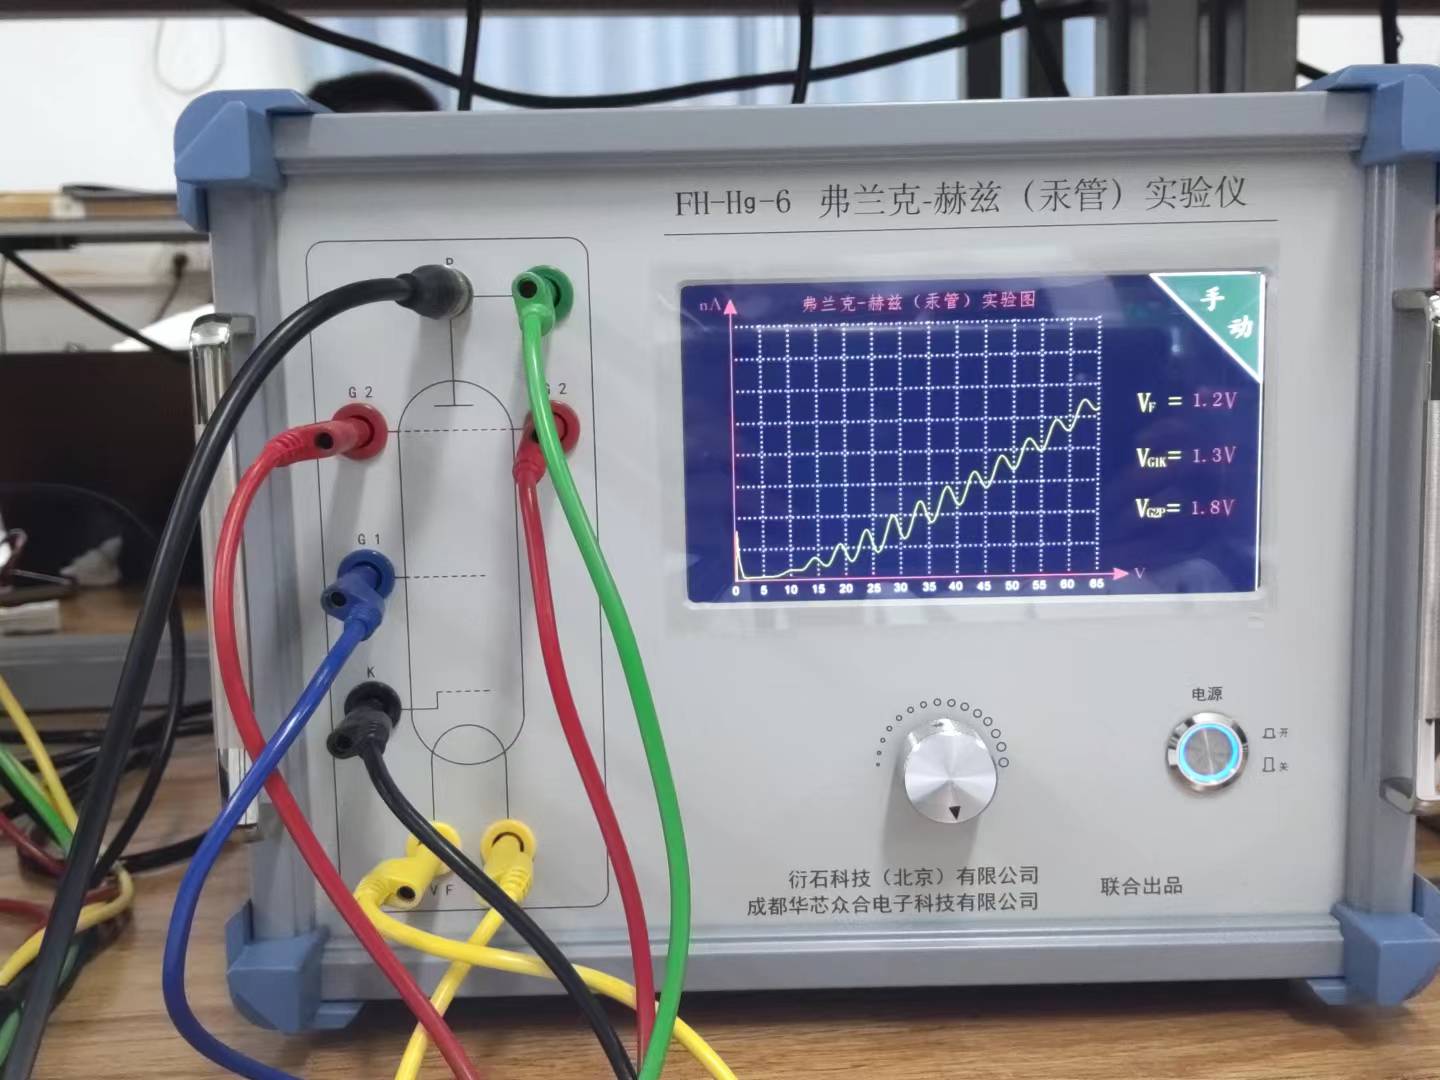 FH-Hg-6 弗兰克-赫兹（汞管）实验仪
P
G 2
G 2
G 1
K
V F
nA
弗兰克-赫兹（汞管）实验图
手
动
VF = 1.2V
VG1K= 1.3V
VG2P= 1.8V
0 5 10 15 20 25 30 35 40 45 50 55 60 65
V
电源
开
关
衍石科技（北京）有限公司
成都华芯众合电子科技有限公司
联合出品